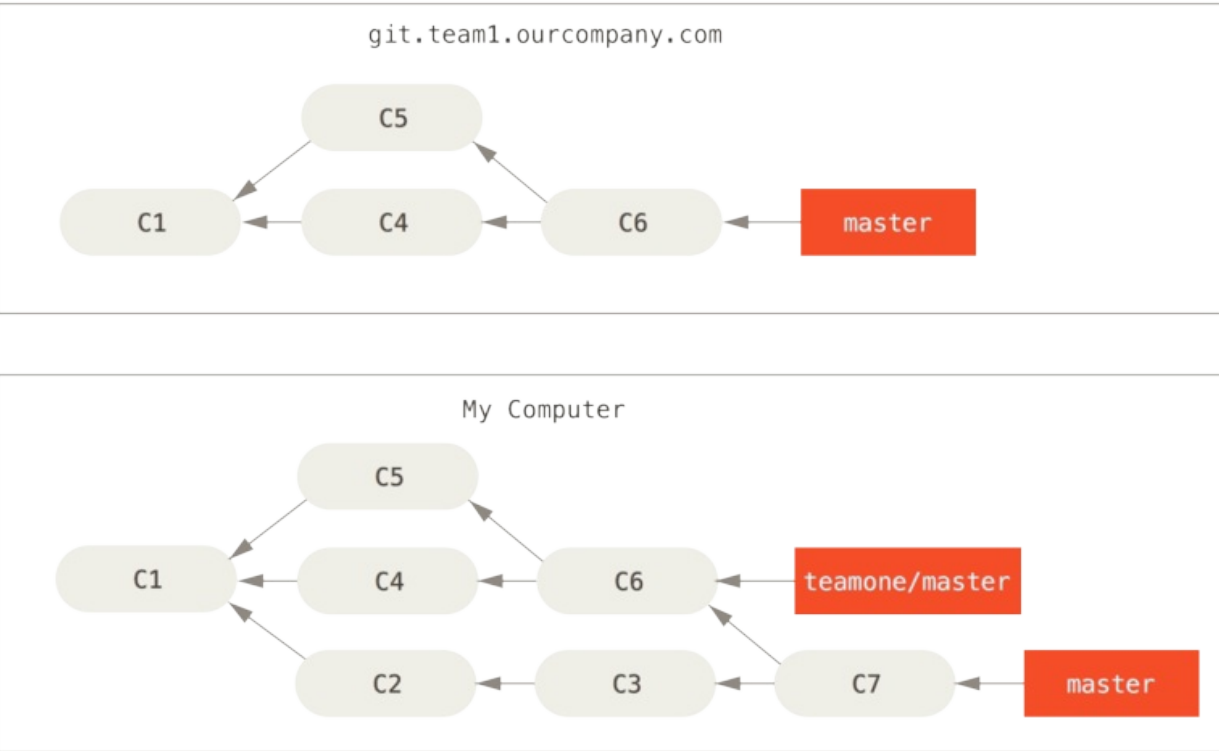 git.team1.ourcompany.com
C5
C1 C4 C6 master
My Computer
C5
C1 C4 C6 teamone/master
C2 C3 C7 master